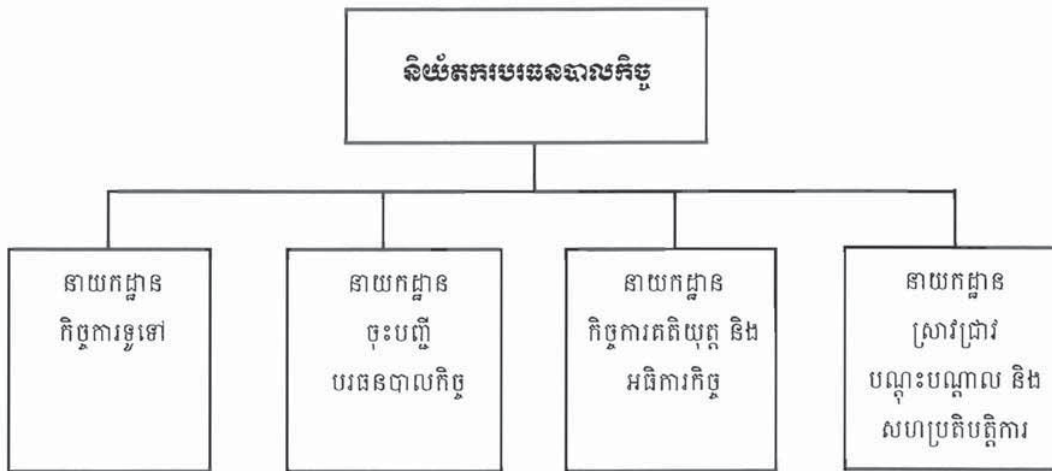 និយ័តករបរធនបាលកិច្ច
នាយកដ្ឋាន
កិច្ចការទូទៅ
នាយកដ្ឋាន
ចុះបញ្ជី
បរធនបាលកិច្ច
នាយកដ្ឋាន
កិច្ចការគតិយុត្ត និង
អធិការកិច្ច
នាយកដ្ឋាន
ស្រាវជ្រាវ
បណ្តុះបណ្តាល និង
សហប្រតិបត្តិការ